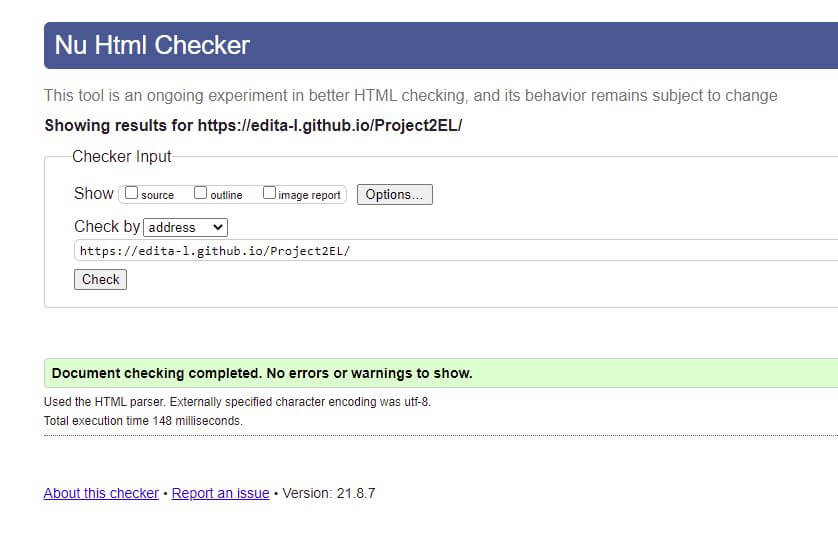 Nu Html Checker
This tool is an ongoing experiment in better HTML checking, and its behavior remains subject to change
Showing results for https://edita-l.github.io/Project2EL/
Checker Input
Show source outline image report Options...
Check by address
https://edita-l.github.io/Project2EL/
Check
Document checking completed. No errors or warnings to show.
Used the HTML parser. Externally specified character encoding was utf-8.
Total execution time 148 milliseconds.
About this checker • Report an issue • Version: 21.8.7